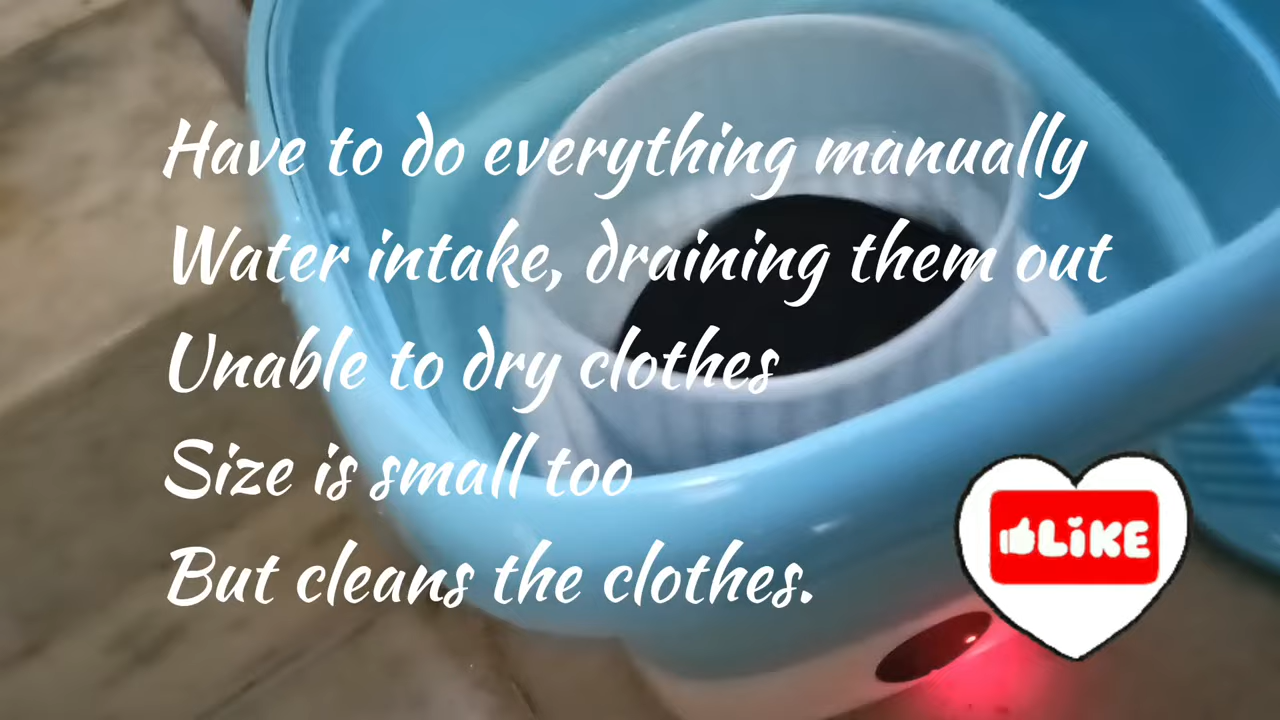 Have to do everything manually
Water intake, draining them out
Unable to dry clothes
Size is small too
But cleans the clothes.
LiKE